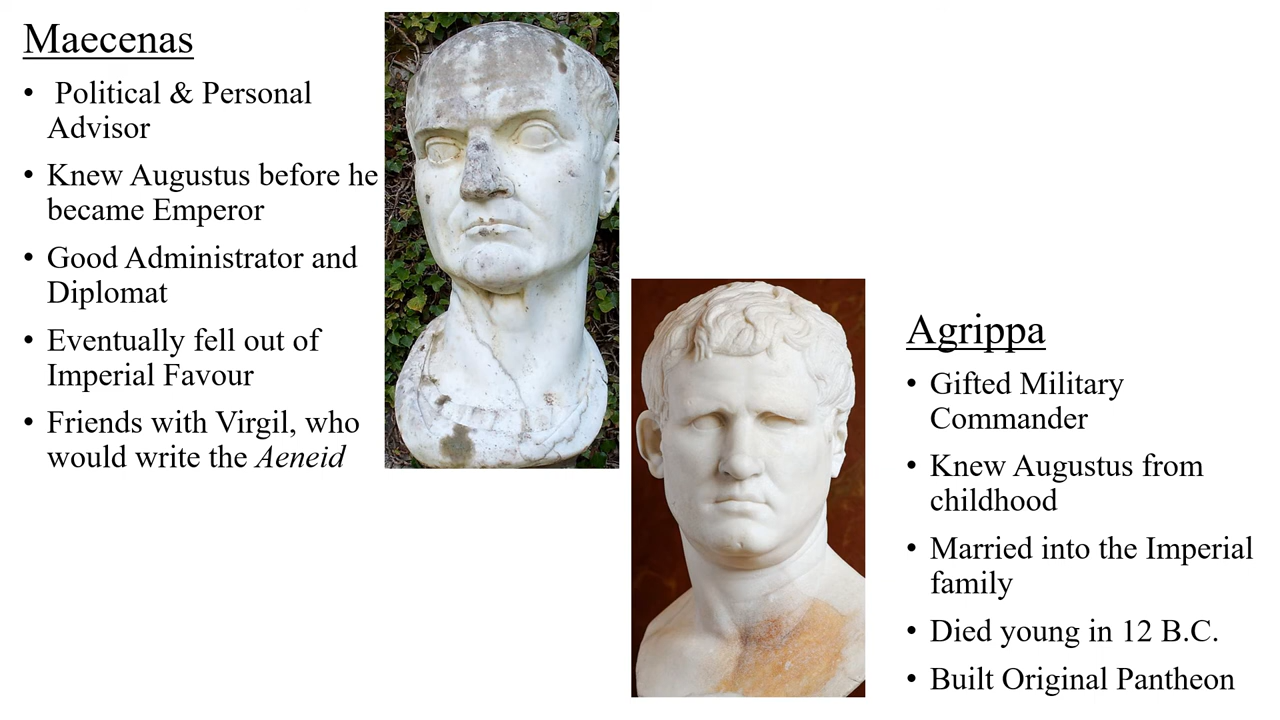 Maecenas
• Political & Personal
Advisor
• Knew Augustus before he
became Emperor
• Good Administrator and
Diplomat
• Eventually fell out of
Imperial Favour
• Friends with Virgil, who
would write the Aeneid
Agrippa
• Gifted Military
Commander
• Knew Augustus from
childhood
• Married into the Imperial
family
• Died young in 12 B.C.
• Built Original Pantheon